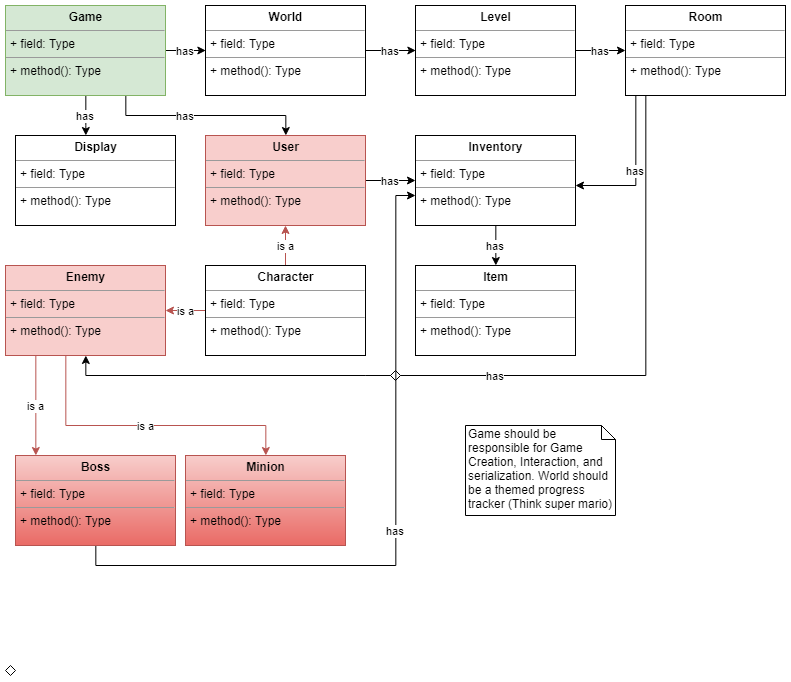 Game
+ field: Type
+ method(): Type
has
World
+ field: Type
+ method(): Type
has
Level
+ field: Type
+ method(): Type
has
Room
+ field: Type
+ method(): Type
has
has
Display
+ field: Type
+ method(): Type
User
+ field: Type
+ method(): Type
has
Inventory
+ field: Type
+ method(): Type
has
is a
has
Enemy
+ field: Type
+ method(): Type
is a
Character
+ field: Type
+ method(): Type
Item
+ field: Type
+ method(): Type
has
is a
is a
Game should be
responsible for Game
Creation, Interaction, and
serialization. World should
be a themed progress
tracker (Think super mario)
Boss
+ field: Type
+ method(): Type
Minion
+ field: Type
+ method(): Type
has